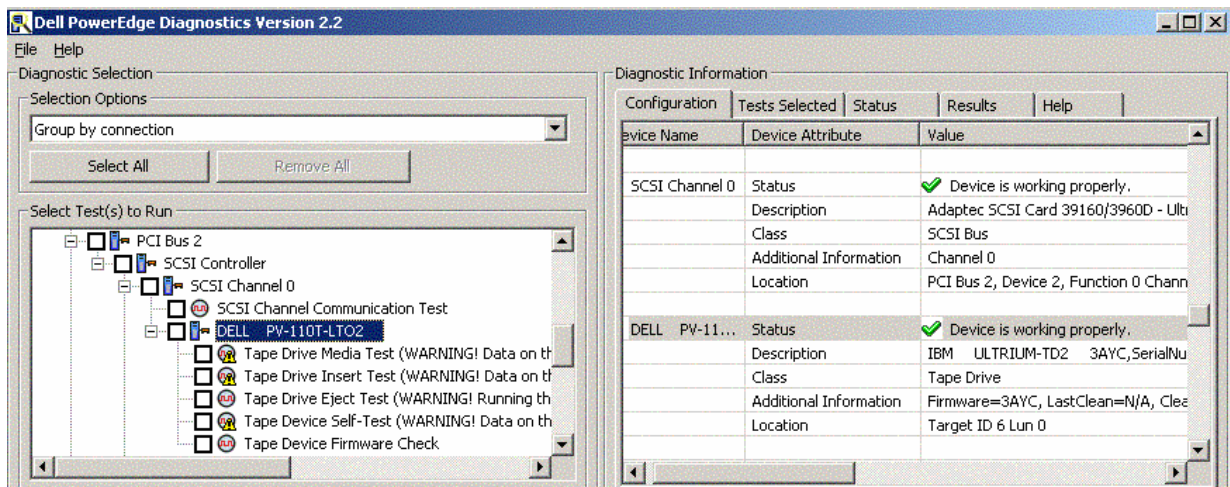 Dell PowerEdge Diagnostics Version 2.2
File Help
Diagnostic Selection
Selection Options
Group by connection
Select All Remove All
Select Test(s) to Run
PCI Bus 2
SCSI Controller
SCSI Channel 0
SCSI Channel Communication Test
DELL PV-110T-LTO2
Tape Drive Media Test (WARNING! Data on th
Tape Drive Insert Test (WARNING! Data on th
Tape Drive Eject Test (WARNING! Running th
Tape Device Self-Test (WARNING! Data on th
Tape Device Firmware Check
Diagnostic Information
Configuration Tests Selected Status Results Help
evice Name Device Attribute Value
SCSI Channel 0 Status Device is working properly.
Description Adaptec SCSI Card 39160/3960D - Ult
Class SCSI Bus
Additional Information Channel 0
Location PCI Bus 2, Device 2, Function 0 Chann
DELL PV-11... Status Device is working properly.
Description IBM ULTRIUM-TD2 3AYC,SerialNu
Class Tape Drive
Additional Information Firmware=3AYC, LastClean=N/A, Clea
Location Target ID 6 Lun 0